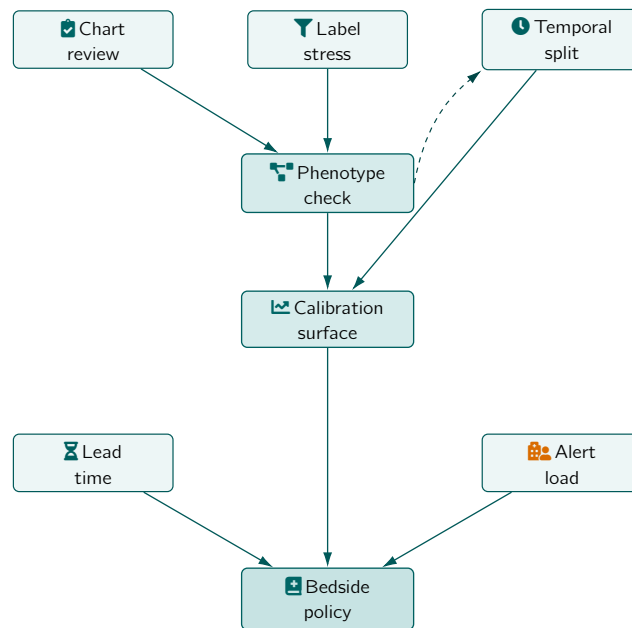 Chart
review
Label
stress
Temporal
split
Phenotype
check
Calibration
surface
Lead
time
Alert
load
Bedside
policy